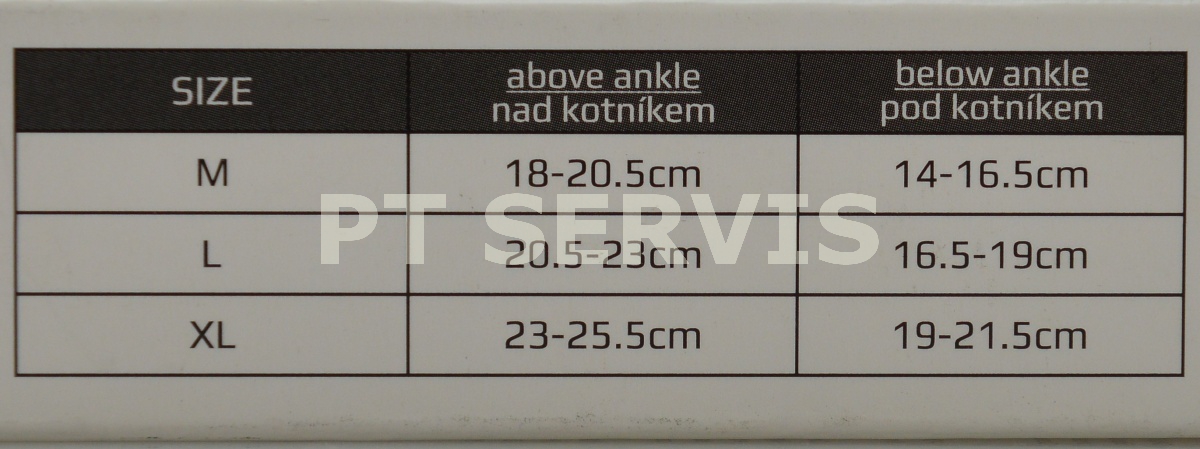 SIZE
above ankle
nad kotníkem
below ankle
pod kotníkem
M
18-20.5cm
14-16.5cm
PT SERVIS
L
20.5-23cm
16.5-19cm
XL
23-25.5cm
19-21.5cm